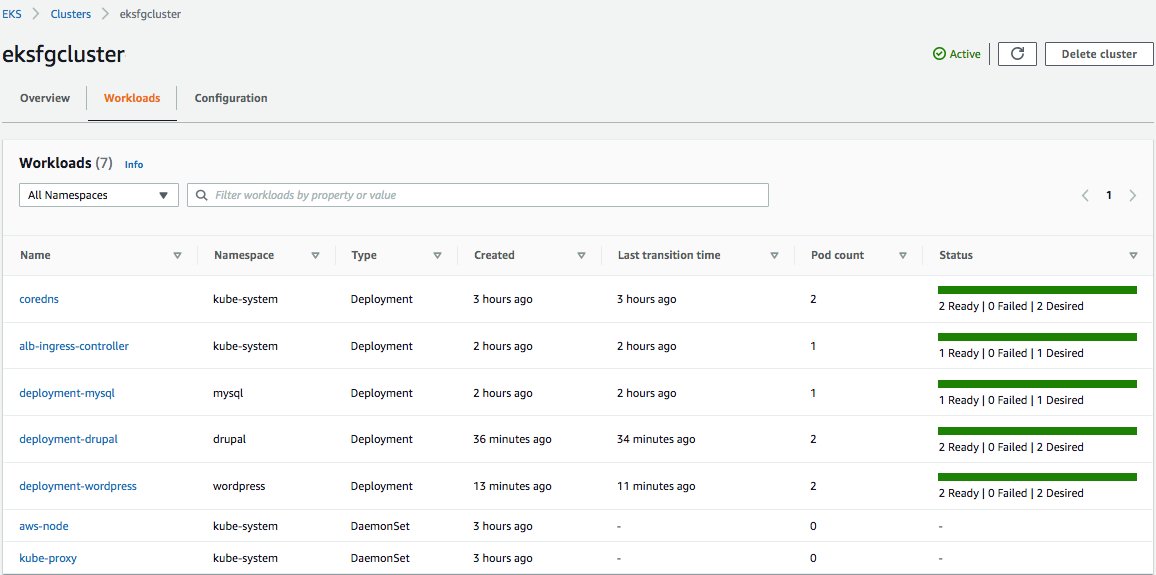 EKS > Clusters > eksfgcluster
eksfgcluster
Active
Delete cluster
Overview
Workloads
Configuration
Workloads (7) Info
All Namespaces
Filter workloads by property or value
1
Name Namespace Type Created Last transition time Pod count Status
coredns kube-system Deployment 3 hours ago 3 hours ago 2 2 Ready | 0 Failed | 2 Desired
alb-ingress-controller kube-system Deployment 2 hours ago 2 hours ago 1 1 Ready | 0 Failed | 1 Desired
deployment-mysql mysql Deployment 2 hours ago 2 hours ago 1 1 Ready | 0 Failed | 1 Desired
deployment-drupal drupal Deployment 36 minutes ago 34 minutes ago 2 2 Ready | 0 Failed | 2 Desired
deployment-wordpress wordpress Deployment 13 minutes ago 11 minutes ago 2 2 Ready | 0 Failed | 2 Desired
aws-node kube-system DaemonSet 3 hours ago - 0 -
kube-proxy kube-system DaemonSet 3 hours ago - 0 -